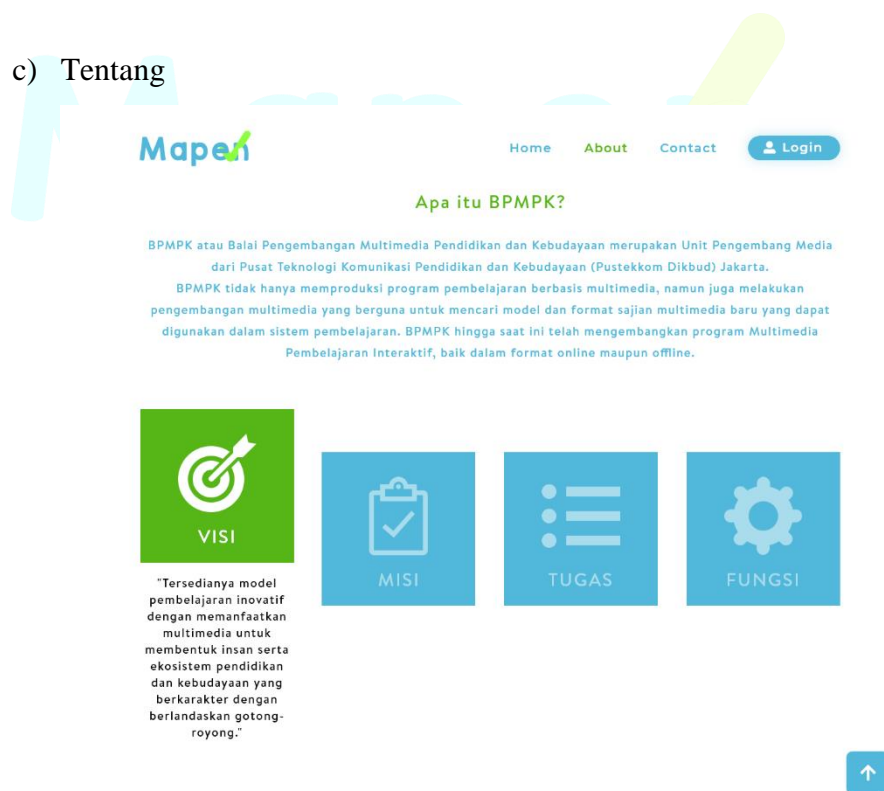 c) Tentang
Mapen
Home About Contact Login
Apa itu BPMPK?
BPMPK atau Balai Pengembangan Multimedia Pendidikan dan Kebudayaan merupakan Unit Pengembang Media
dari Pusat Teknologi Komunikasi Pendidikan dan Kebudayaan (Pustekkom Dikbud) Jakarta.
BPMPK tidak hanya memproduksi program pembelajaran berbasis multimedia, namun juga melakukan
pengembangan multimedia yang berguna untuk mencari model dan format sajian multimedia baru yang dapat
digunakan dalam sistem pembelajaran. BPMPK hingga saat ini telah mengembangkan program Multimedia
Pembelajaran Interaktif, baik dalam format online maupun offline.
VISI
"Tersedianya model
pembelajaran inovatif
dengan memanfaatkan
multimedia untuk
membentuk insan serta
ekosistem pendidikan
dan kebudayaan yang
berkarakter dengan
berlandaskan gotong-
royong."
MISI
TUGAS
FUNGSI